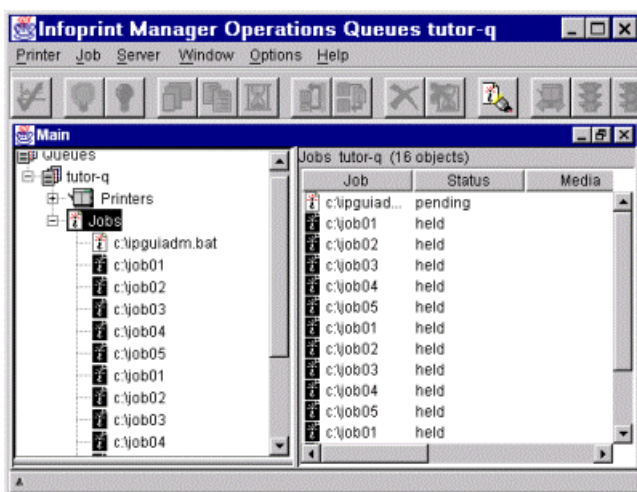 Infoprint Manager Operations Queues tutor-q
Printer Job Server Window Options Help
Main
Queues
tutor-q
Printers
Jobs
c:\ipguiadm.bat
c:\job01
c:\job02
c:\job03
c:\job04
c:\job05
c:\job01
c:\job02
c:\job03
c:\job04
Jobs tutor-q (16 objects)
Job Status Media
c:\ipguiad... pending
c:\job01 held
c:\job02 held
c:\job03 held
c:\job04 held
c:\job05 held
c:\job01 held
c:\job02 held
c:\job03 held
c:\job04 held
c:\job05 held
c:\job01 held